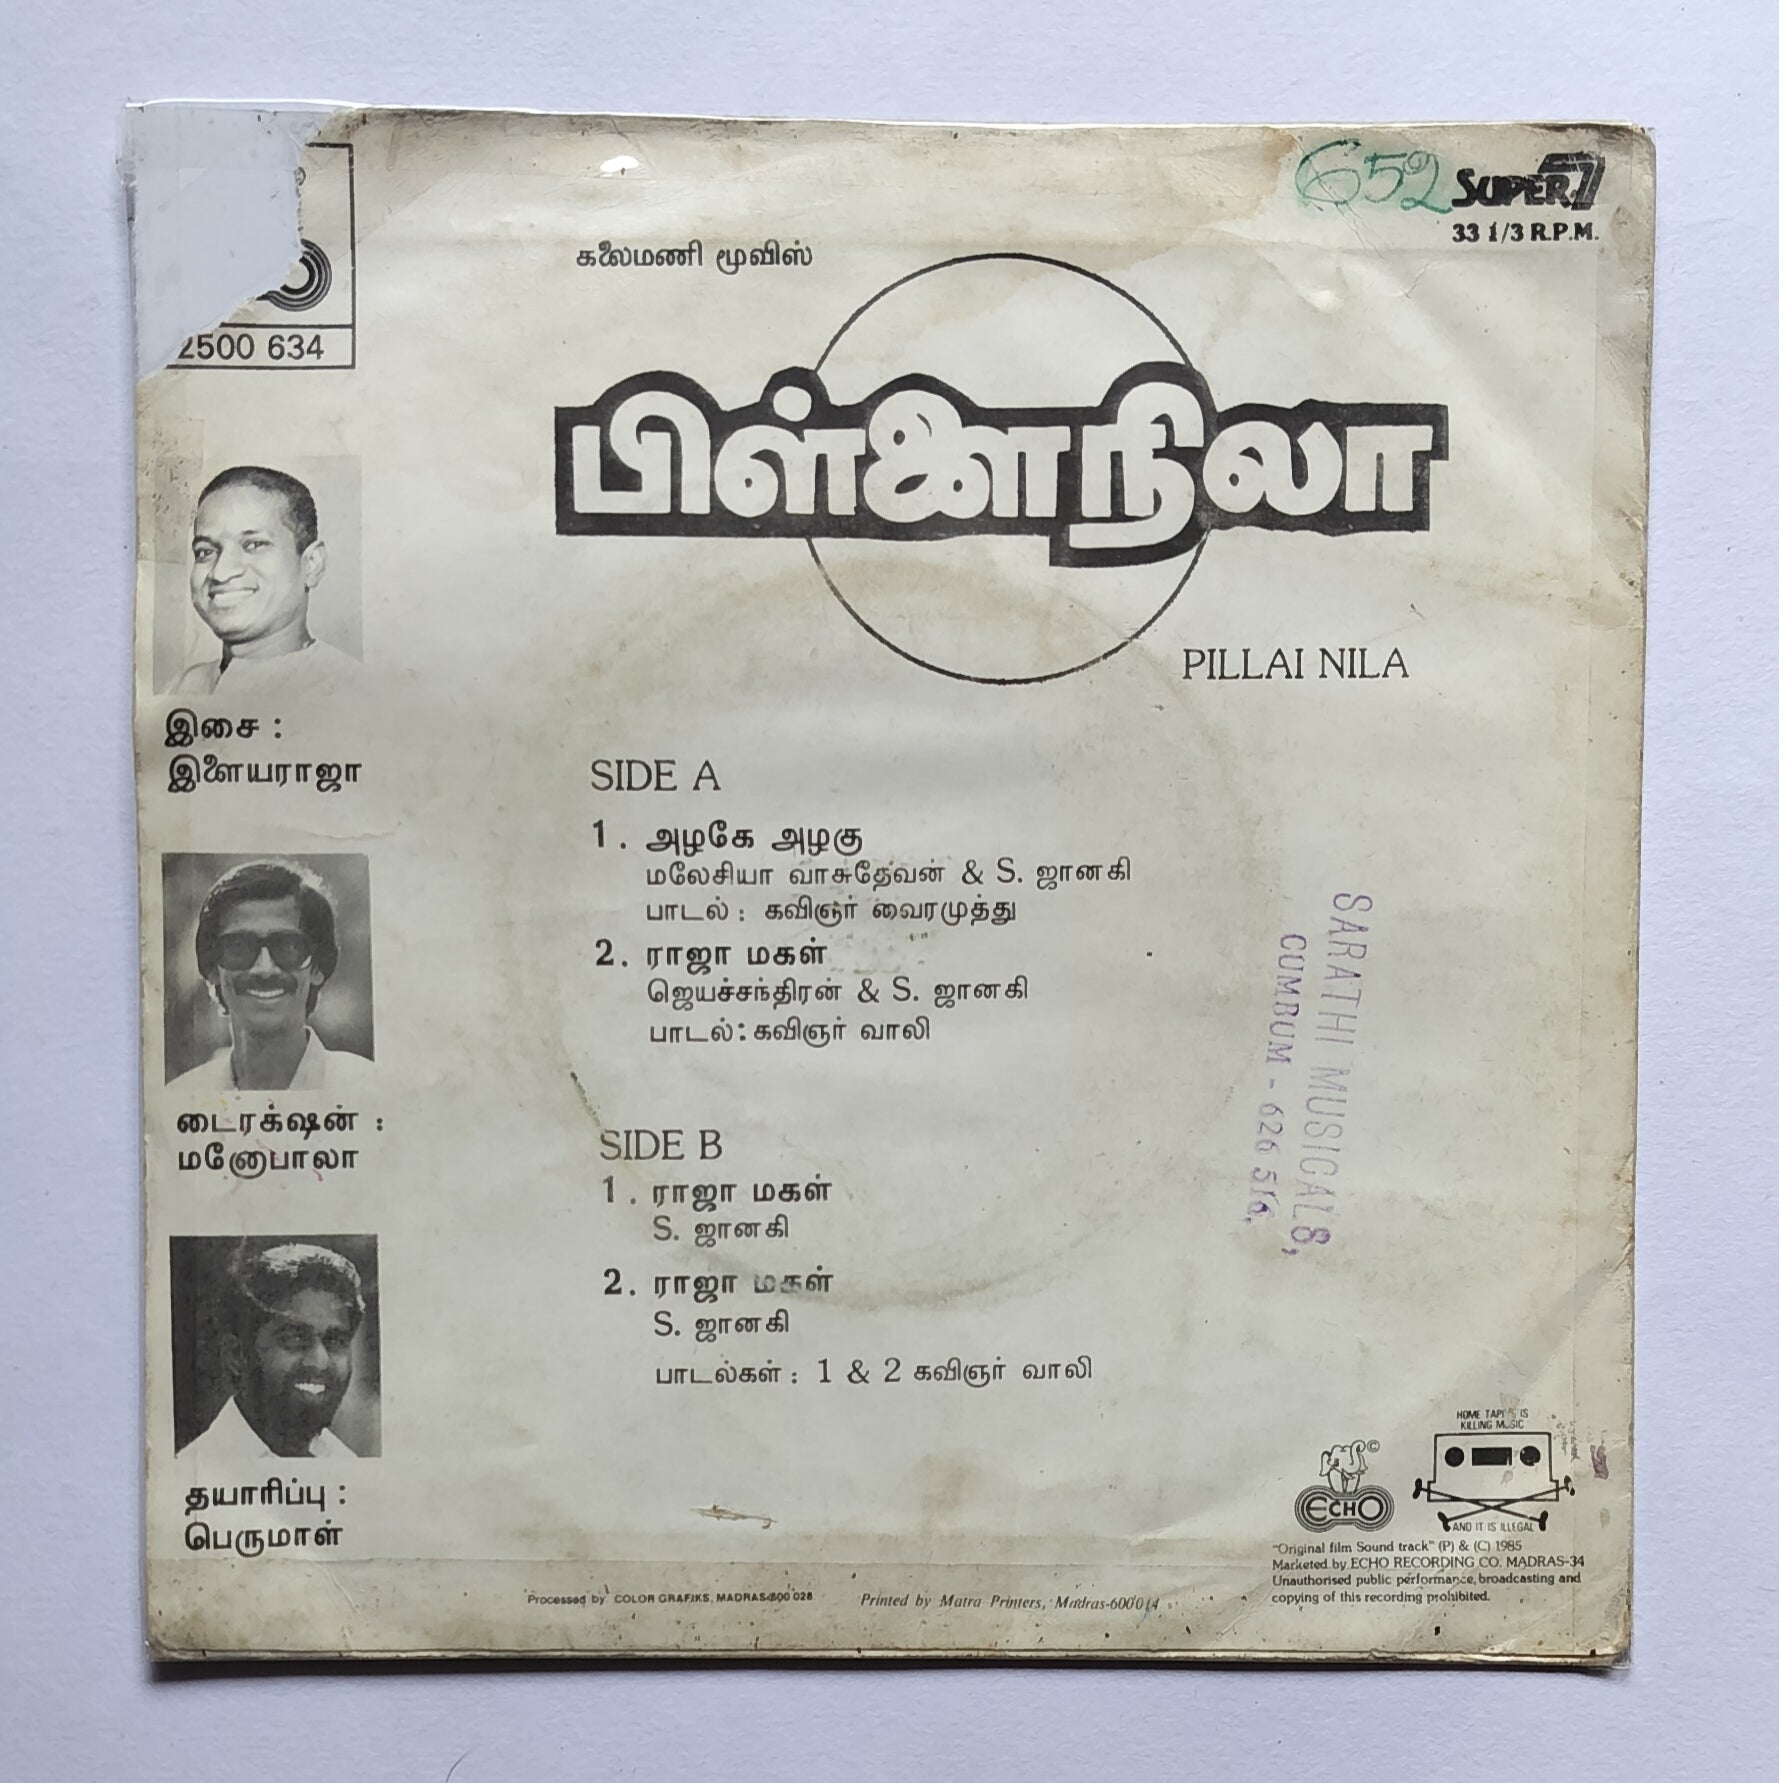 652 SUPER 7
33 1/3 R.P.M.
கலைமணி மூவிஸ்
2500 634
பிள்ளைநிலா
PILLAI NILA
இசை :
இளையராஜா
டைரக்‌ஷன் :
மனோபாலா
தயாரிப்பு :
பெருமாள்
SIDE A
1. அழகே அழகு
மலேசியா வாசுதேவன் & S. ஜானகி
பாடல் : கவிஞர் வைரமுத்து
2. ராஜா மகள்
ஜெயச்சந்திரன் & S. ஜானகி
பாடல் : கவிஞர் வாலி
SIDE B
1. ராஜா மகள்
S. ஜானகி
2. ராஜா மகள்
S. ஜானகி
பாடல்கள் : 1 & 2 கவிஞர் வாலி
SARATHI MUSICALS,
CUMBUM - 626 516,
HOME TAPING IS
KILLING MUSIC
AND IT IS ILLEGAL
©
ECHO
"Original film Sound track" (P) & (C) 1985
Marketed by ECHO RECORDING CO. MADRAS-34
Unauthorised public performance, broadcasting and
copying of this recording prohibited.
Processed by COLOR GRAFIKS, MADRAS-600 028
Printed by Matra Printers, Madras-600014